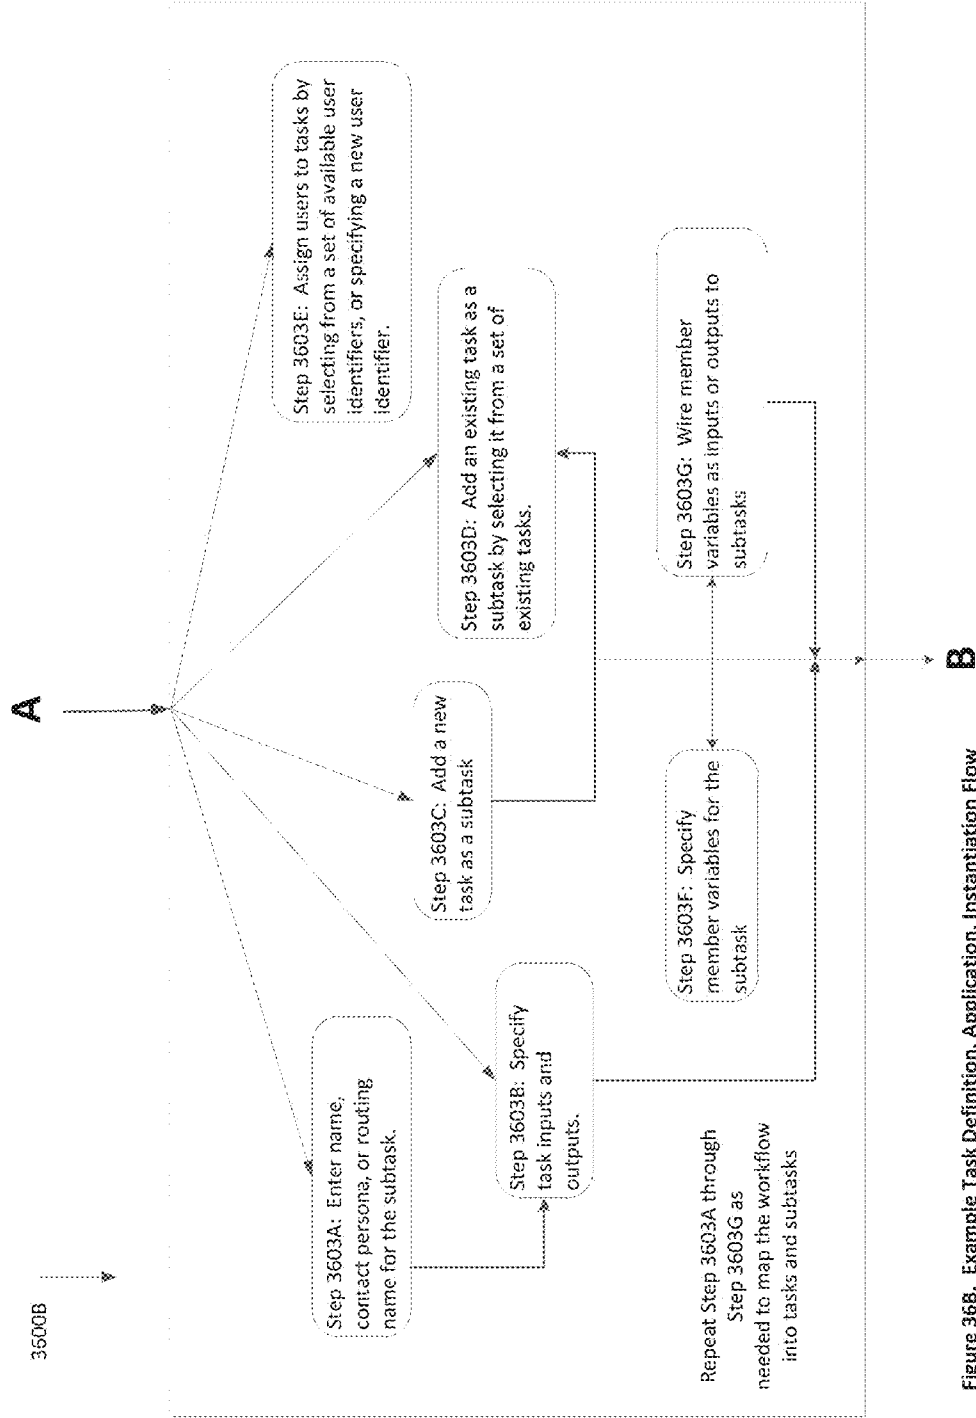 3600B
A
Step 3603A: Enter name,
contact persona, or routing
name for the subtask.
Step 3603B: Specify
task inputs and
outputs.
Step 3603C: Add a new
task as a subtask
Step 3603D: Add an existing task as a
subtask by selecting it from a set of
existing tasks.
Step 3603E: Assign users to tasks by
selecting from a set of available user
identifiers, or specifying a new user
identifier.
Step 3603F: Specify
member variables for the
subtask
Step 3603G: Wire member
variables as inputs or outputs to
subtasks
Repeat Step 3603A through
Step 3603G as
needed to map the workflow
into tasks and subtasks
B
Figure 36B. Example Task Definition, Application, Instantiation Flow